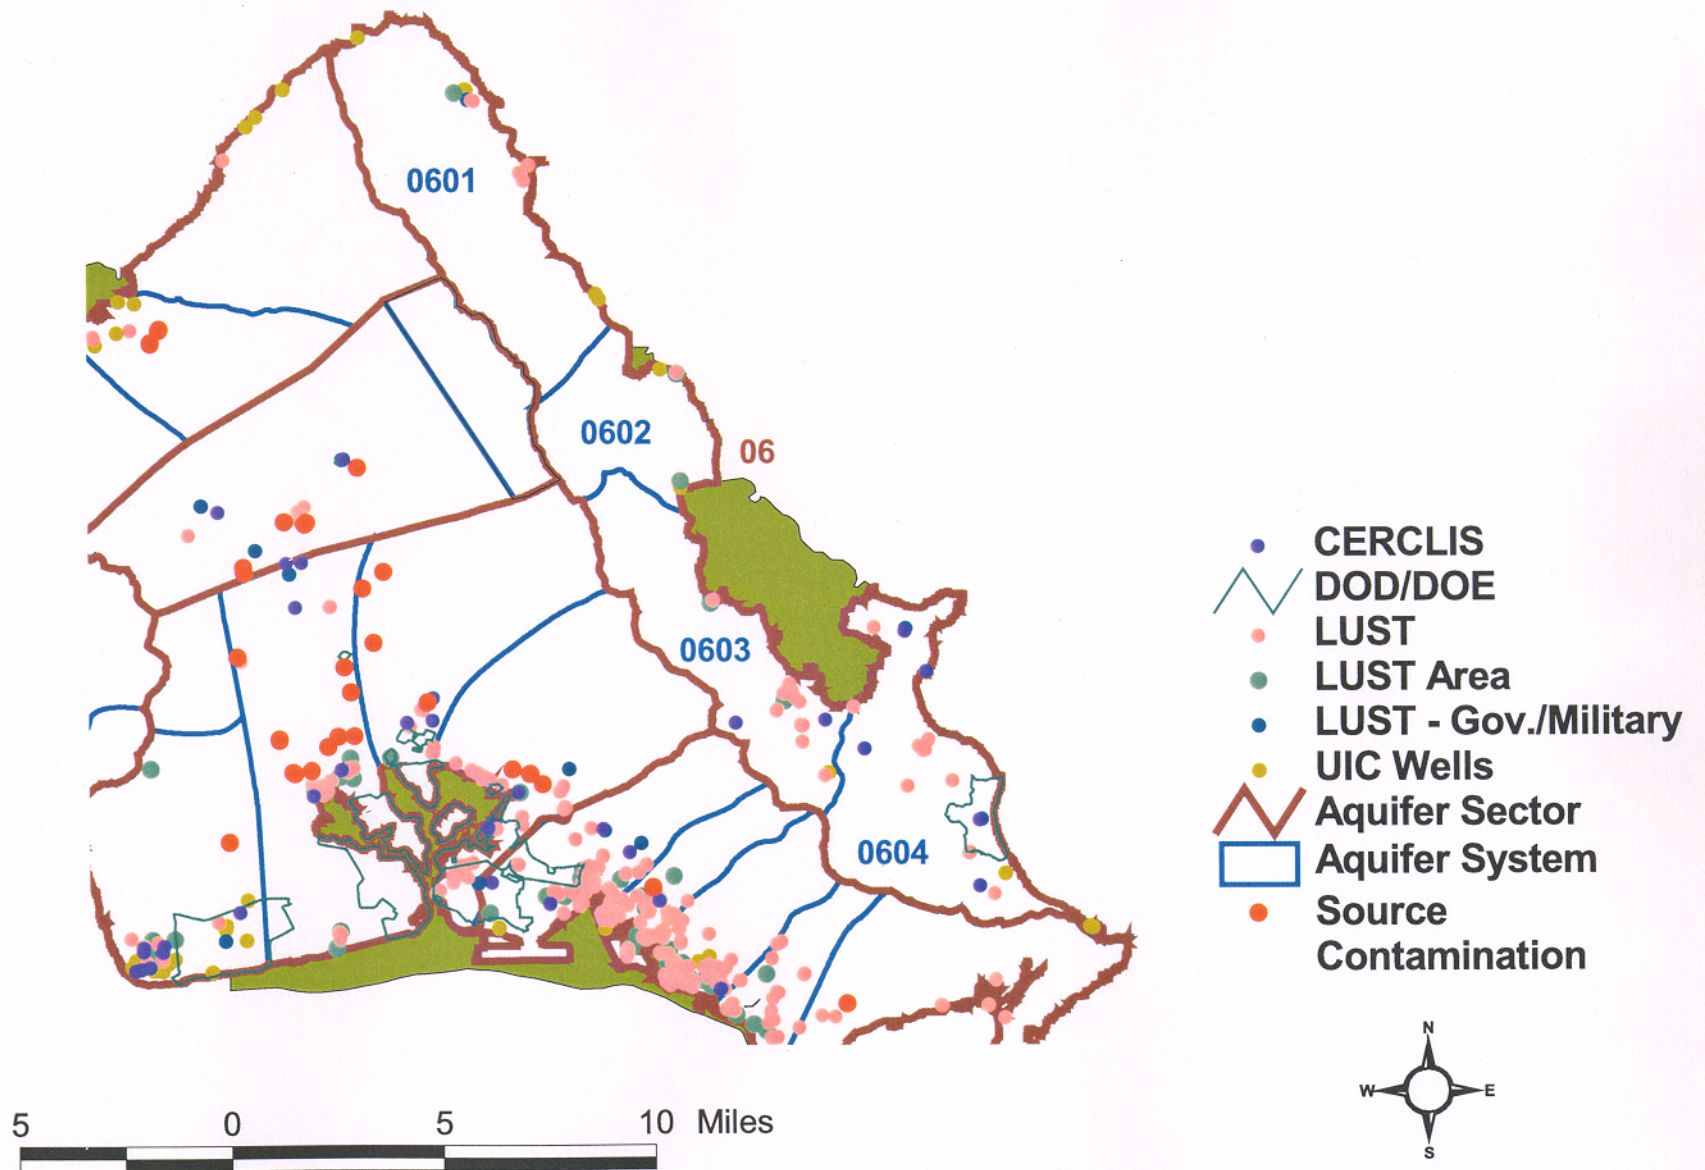 0601
0602
06
0603
0604
CERCLIS
DOD/DOE
LUST
LUST Area
LUST - Gov./Military
UIC Wells
Aquifer Sector
Aquifer System
Source
Contamination
N
W E
S
5 0 5 10 Miles